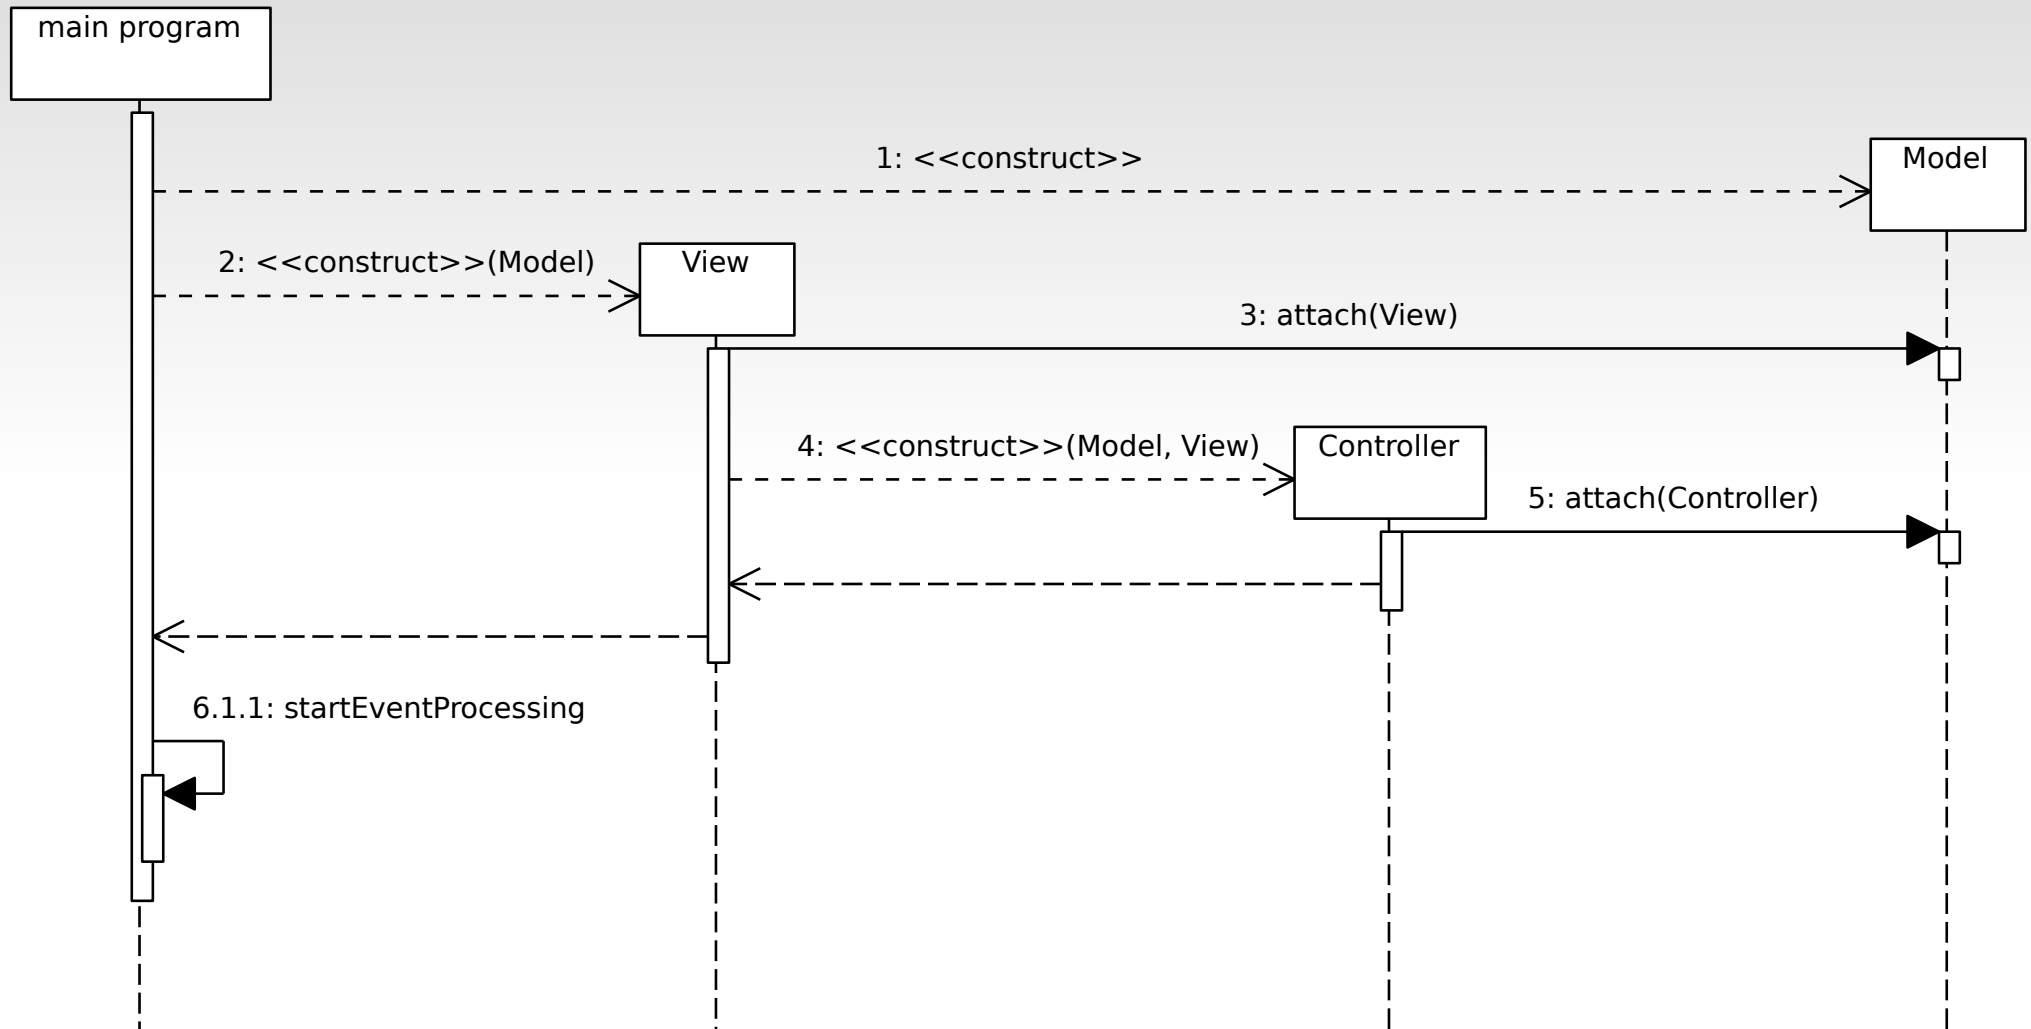 main program
1: <<construct>>
Model
2: <<construct>>(Model)
View
3: attach(View)
4: <<construct>>(Model, View)
Controller
5: attach(Controller)
6.1.1: startEventProcessing